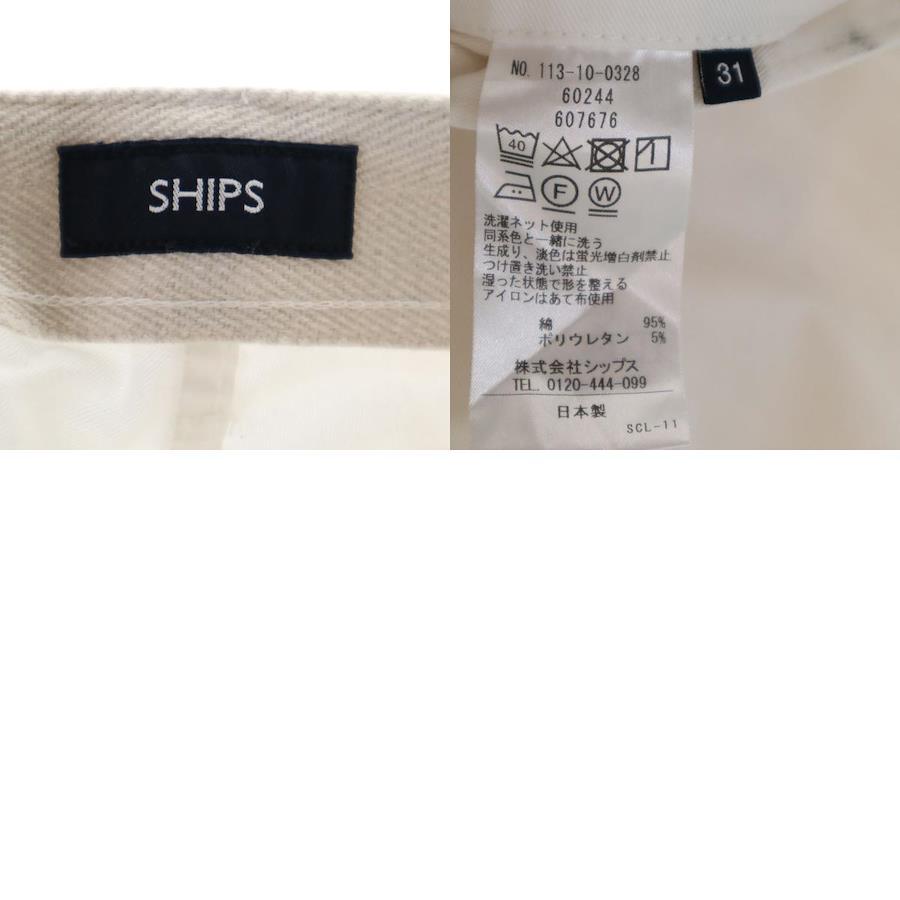 SHIPS
NO. 113-10-0328
60244
607676
31
40
F
W
洗濯ネット使用
同系色と一緒に洗う
生成り、淡色は蛍光増白剤禁止
つけ置き洗い禁止
湿った状態で形を整える
アイロンはあて布使用
綿 95%
ポリウレタン 5%
株式会社シップス
TEL. 0120-444-099
日本製
SCL-11